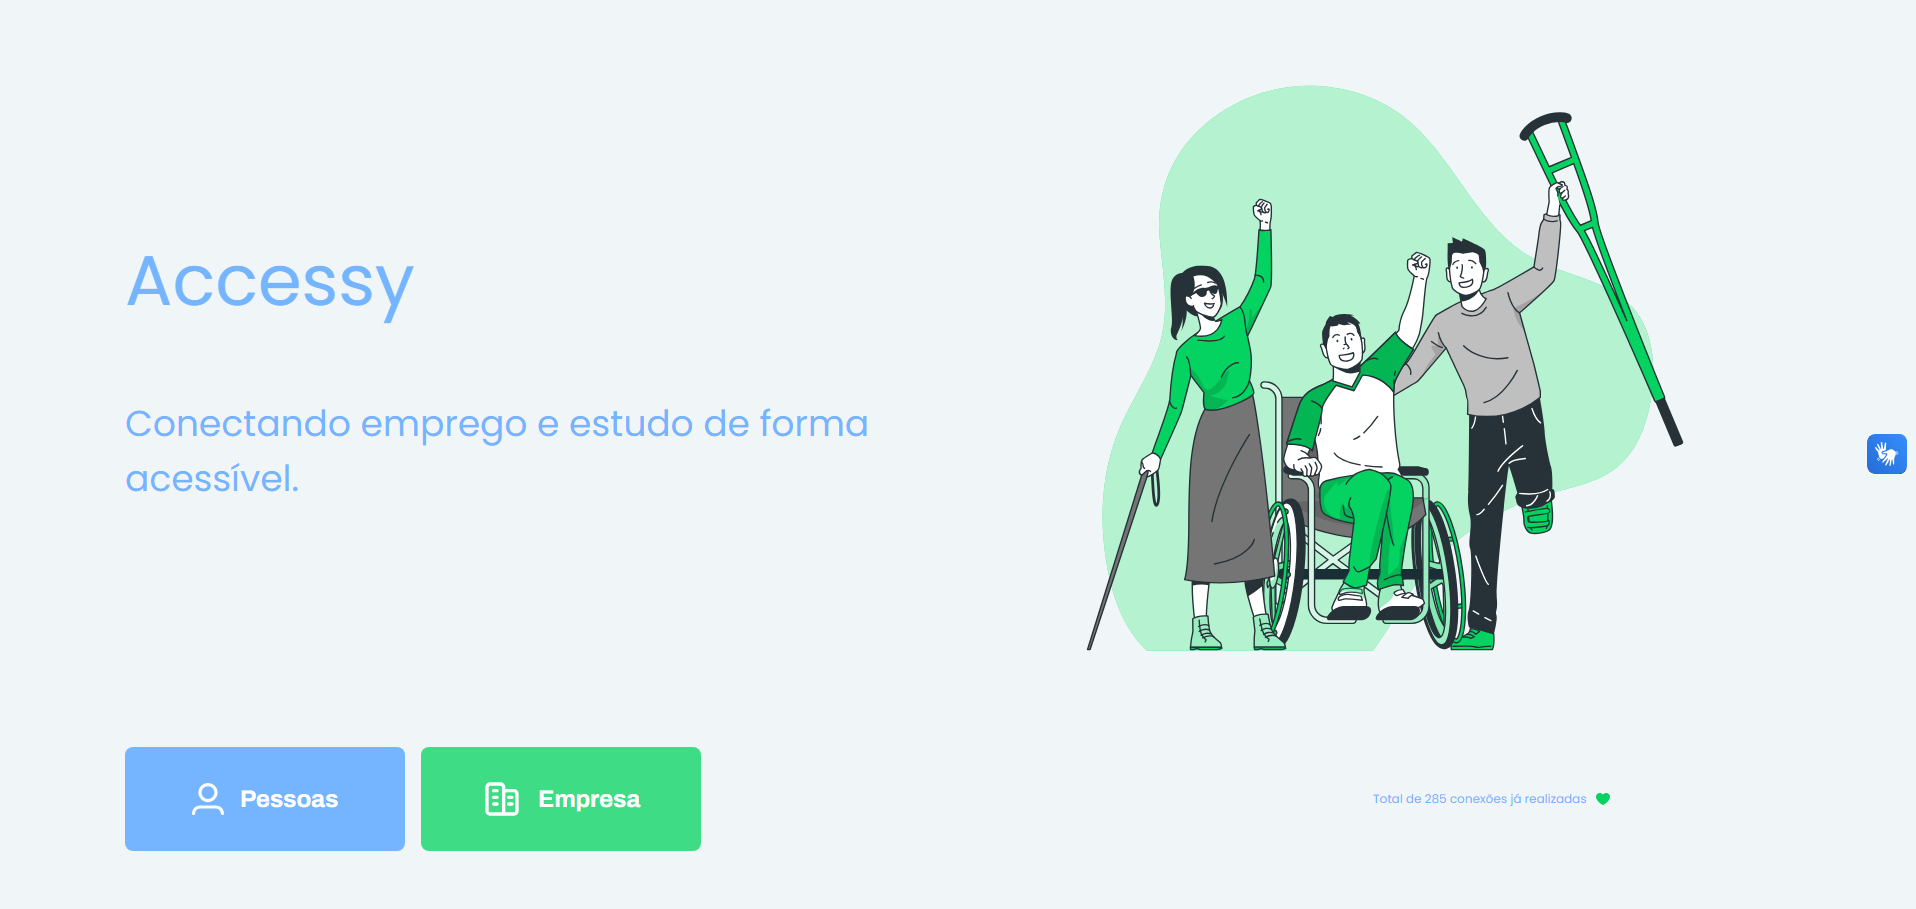 Accessy
Conectando emprego e estudo de forma
acessível.
Pessoas
Empresa
Total de 285 conexões já realizadas